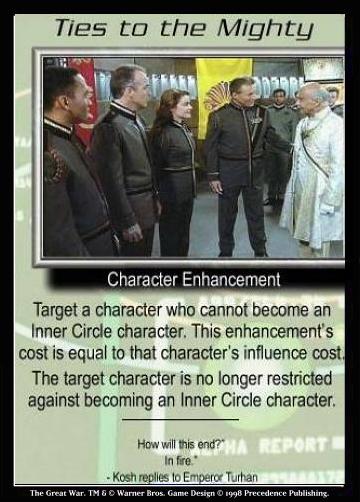 Ties to the Mighty
Character Enhancement
Target a character who cannot become an
Inner Circle character. This enhancement's
cost is equal to that character's influence cost.
The target character is no longer restricted
against becoming an Inner Circle character.
How will this end?"
In fire."
- Kosh replies to Emperor Turhan
ALPHA REPORT
The Great War. TM & © Warner Bros. Game Design © 1998 Precedence Publishing.